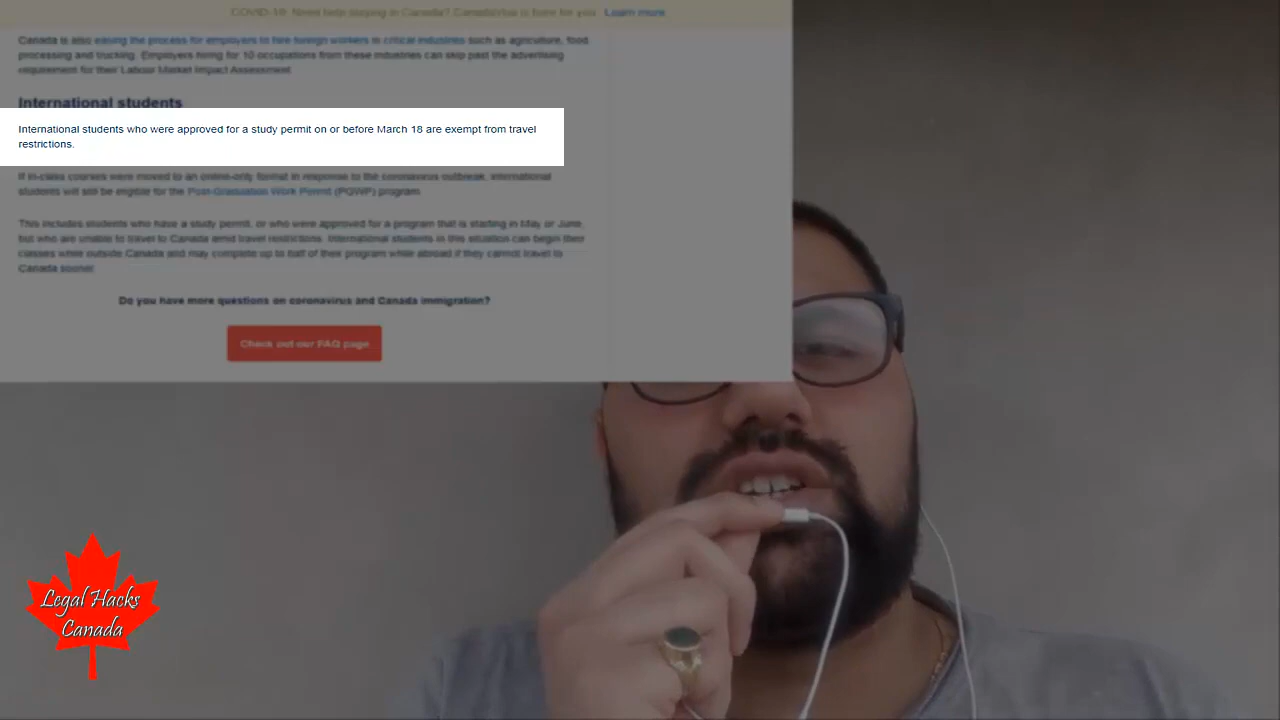 COVID-19: Need help staying in Canada? CanadaVisa is here for you. Learn more
Canada is also easing the process for employers to hire foreign workers in critical industries such as agriculture, food
processing and trucking. Employers hiring for 10 occupations from these industries can skip past the advertising
requirement for their Labour Market Impact Assessment
International students
International students who were approved for a study permit on or before March 18 are exempt from travel
restrictions.
If in-class courses were moved to an online-only format in response to the coronavirus outbreak, international
students will still be eligible for the Post-Graduation Work Permit (PGWP) program
This includes students who have a study permit, or who were approved for a program that is starting in May or June,
but who are unable to travel to Canada amid travel restrictions. International students in this situation can begin their
classes while outside Canada and may complete up to half of their program while abroad if they cannot travel to
Canada sooner
Do you have more questions on coronavirus and Canada immigration?
Check out our FAQ page
Legal Hacks
Canada